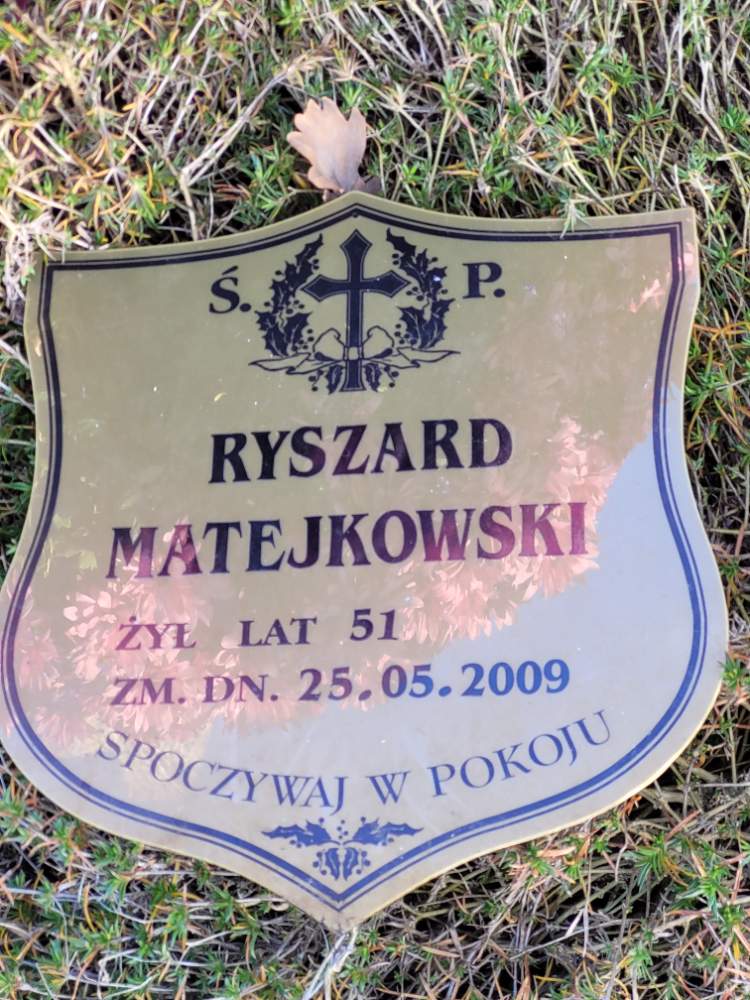 Ś. P.
RYSZARD
MATEJKOWSKI
ŻYŁ LAT 51
ZM. DN. 25.05.2009
SPOCZYWAJ W POKOJU